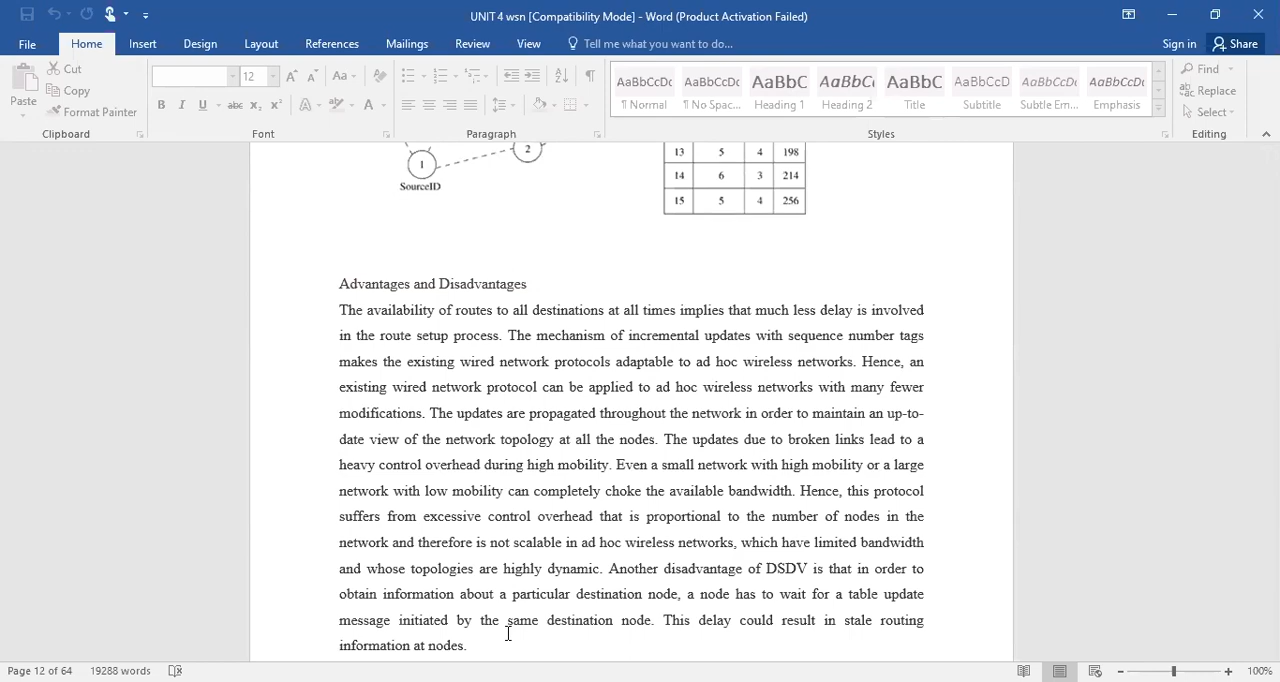 UNIT 4 wsn [Compatibility Mode] - Word (Product Activation Failed)
File Home Insert Design Layout References Mailings Review View Tell me what you want to do... Sign in Share
Paste Cut Copy Format Painter
12 Aa
AaBbCcDc AaBbCcDc AaBbC AaBbCc AaBbC AaBbCcD AaBbCcDc AaBbCcDc
¶ Normal ¶ No Spac... Heading 1 Heading 2 Title Subtitle Subtle Em... Emphasis
Find Replace Select
B I U abc X₂ X² A A
Clipboard Font Paragraph Styles Editing
1 2
SourceID
13 5 4 198
14 6 3 214
15 5 4 256
Advantages and Disadvantages
The availability of routes to all destinations at all times implies that much less delay is involved
in the route setup process. The mechanism of incremental updates with sequence number tags
makes the existing wired network protocols adaptable to ad hoc wireless networks. Hence, an
existing wired network protocol can be applied to ad hoc wireless networks with many fewer
modifications. The updates are propagated throughout the network in order to maintain an up-to-
date view of the network topology at all the nodes. The updates due to broken links lead to a
heavy control overhead during high mobility. Even a small network with high mobility or a large
network with low mobility can completely choke the available bandwidth. Hence, this protocol
suffers from excessive control overhead that is proportional to the number of nodes in the
network and therefore is not scalable in ad hoc wireless networks, which have limited bandwidth
and whose topologies are highly dynamic. Another disadvantage of DSDV is that in order to
obtain information about a particular destination node, a node has to wait for a table update
message initiated by the same destination node. This delay could result in stale routing
information at nodes.
Page 12 of 64 19288 words 100%